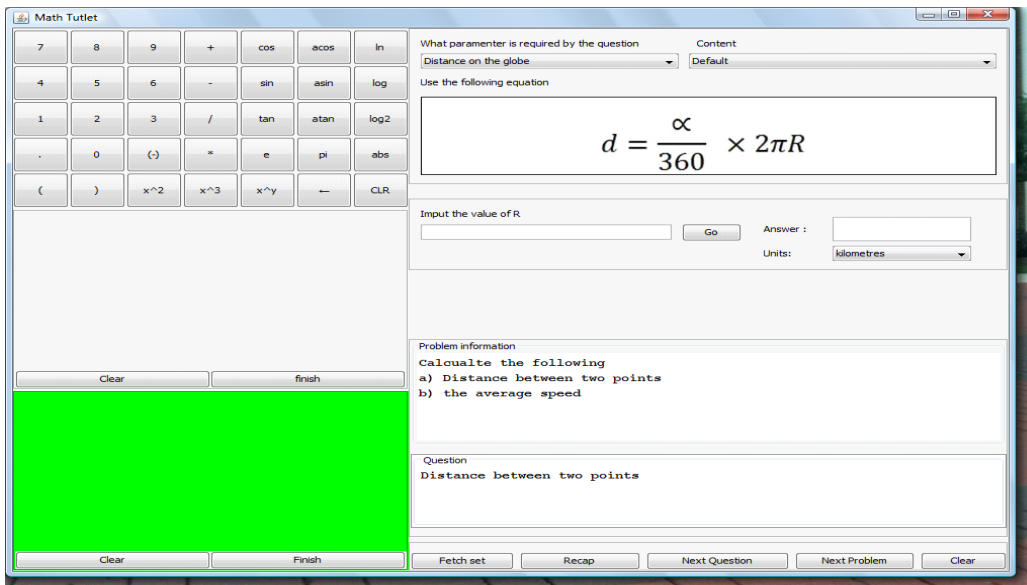 Math Tutlet
7 8 9 + cos acos ln
4 5 6 - sin asin log
1 2 3 / tan atan log2
. 0 (-) * e pi abs
( ) x^2 x^3 x^y ← CLR
Clear finish
Clear Finish
What paramenter is required by the question Content
Distance on the globe Default
Use the following equation
d = ∝/360 × 2πR
Imput the value of R
Go Answer :
Units: kilometres
Problem information
Calcualte the following
a) Distance between two points
b) the average speed
Question
Distance between two points
Fetch set Recap Next Question Next Problem Clear